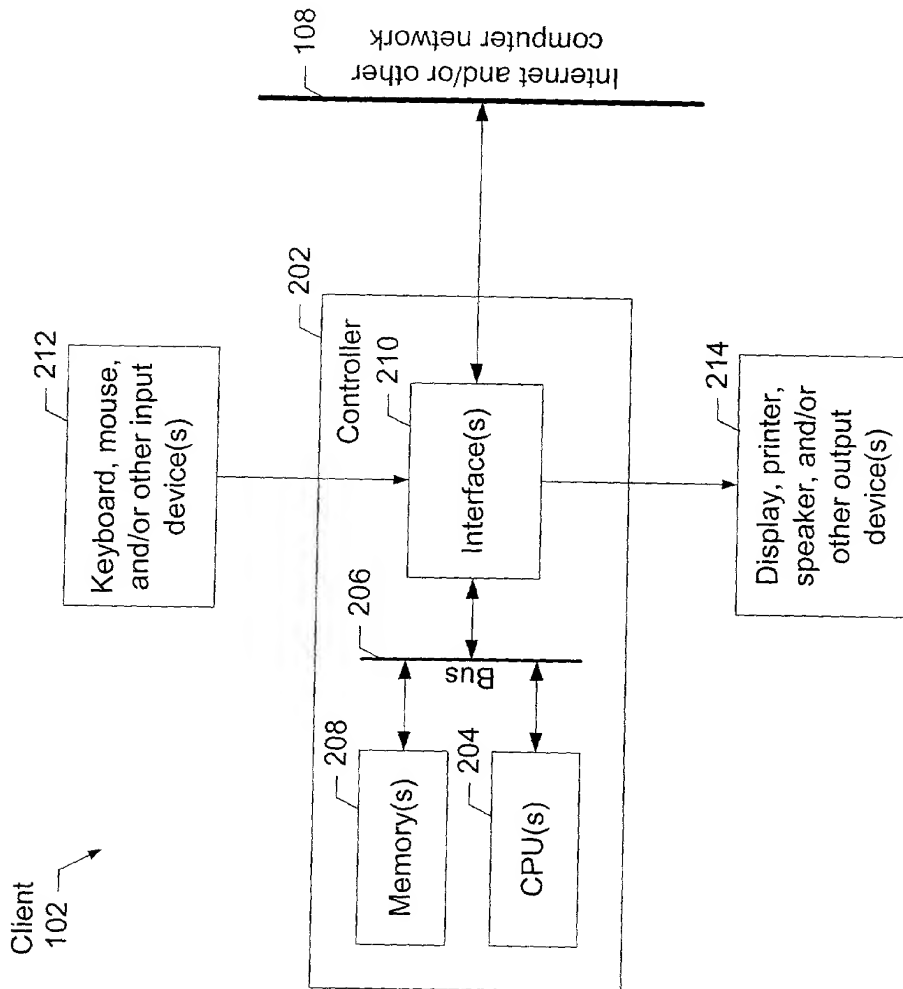 Client
102
212
Keyboard, mouse,
and/or other input
device(s)
202
Controller
210
Interface(s)
206
Bus
208
Memory(s)
204
CPU(s)
108
Internet and/or other
computer network
214
Display, printer,
speaker, and/or
other output
device(s)